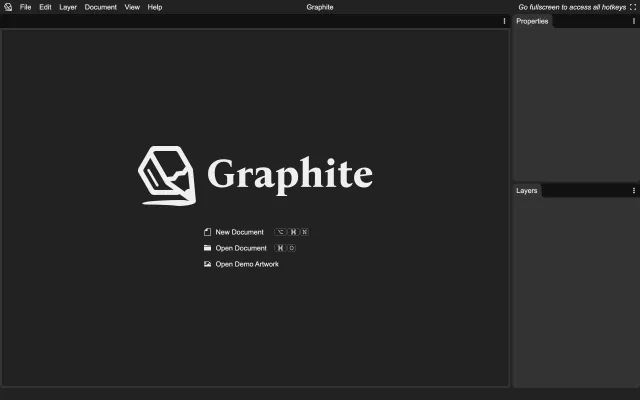 File Edit Layer Document View Help
Graphite
Go fullscreen to access all hotkeys
Properties
Graphite
Layers
New Document ⌥ ⌘ N
Open Document ⌘ O
Open Demo Artwork